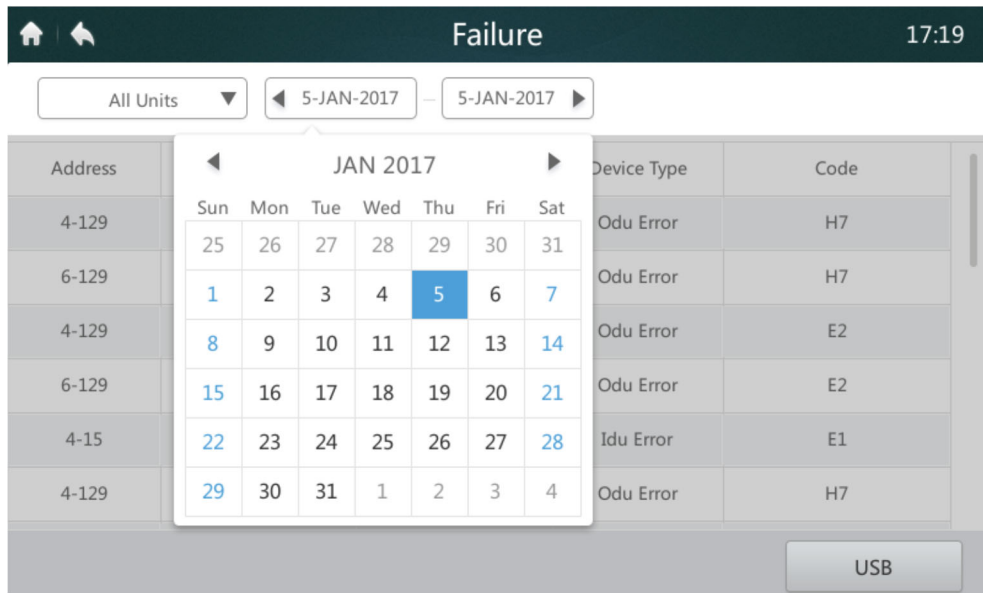 Failure 17:19
All Units 5-JAN-2017 – 5-JAN-2017
Address Device Type Code
4-129 Odu Error H7
6-129 Odu Error H7
4-129 Odu Error E2
6-129 Odu Error E2
4-15 Idu Error E1
4-129 Odu Error H7
JAN 2017
Sun Mon Tue Wed Thu Fri Sat
25 26 27 28 29 30 31
1 2 3 4 5 6 7
8 9 10 11 12 13 14
15 16 17 18 19 20 21
22 23 24 25 26 27 28
29 30 31 1 2 3 4
USB